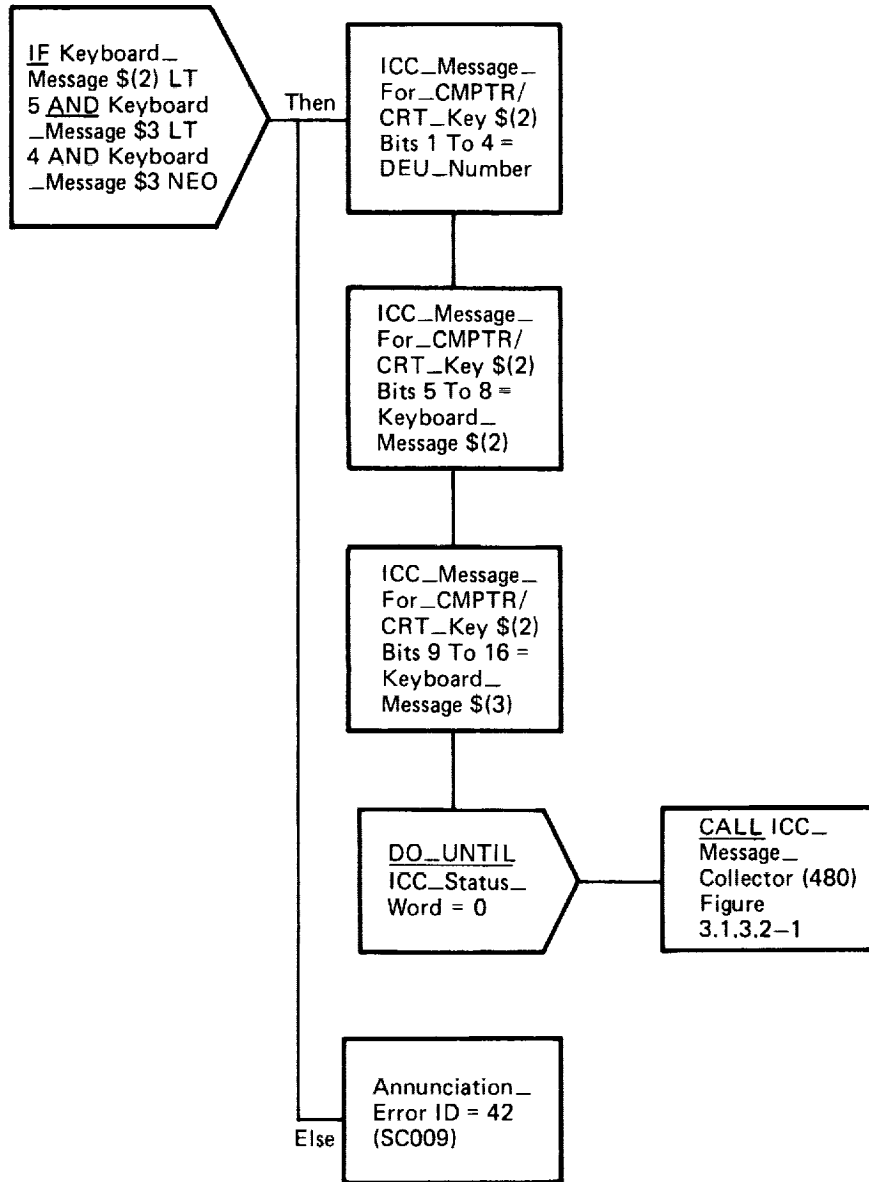 IF Keyboard_
Message $(2) LT
5 AND Keyboard
_Message $3 LT
4 AND Keyboard
_Message $3 NEO
Then
ICC_Message_
For_CMPTR/
CRT_Key $(2)
Bits 1 To 4 =
DEU_Number
ICC_Message_
For_CMPTR/
CRT_Key $(2)
Bits 5 To 8 =
Keyboard_
Message $(2)
ICC_Message_
For_CMPTR/
CRT_Key $(2)
Bits 9 To 16 =
Keyboard_
Message $(3)
DO_UNTIL
ICC_Status_
Word = 0
CALL ICC_
Message_
Collector (480)
Figure
3.1.3.2-1
Else
Annunciation_
Error ID = 42
(SC009)